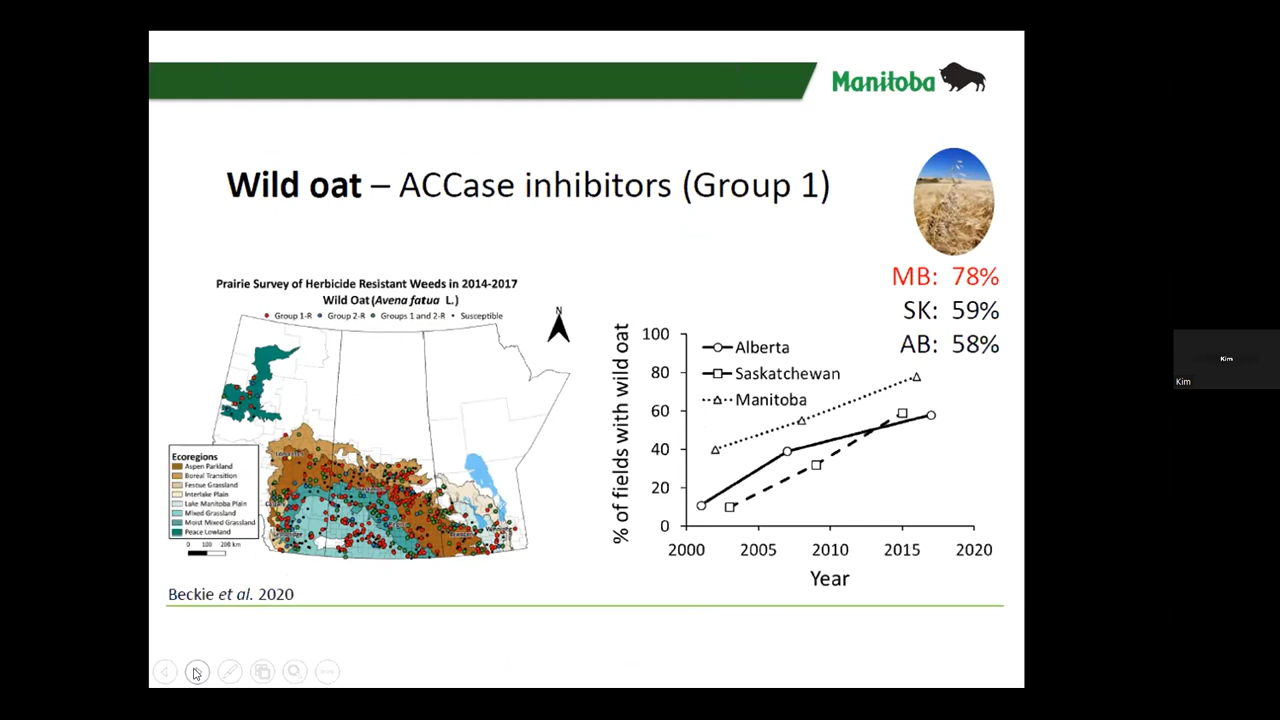 Manitoba
Wild oat – ACCase inhibitors (Group 1)
MB: 78%
SK: 59%
AB: 58%
Prairie Survey of Herbicide Resistant Weeds in 2014-2017
Wild Oat (Avena fatua L.)
Group 1-R Group 2-R Groups 1 and 2-R Susceptible
N
Ecoregions
Aspen Parkland
Boreal Transition
Fescue Grassland
Interlake Plain
Lake Manitoba Plain
Mixed Grassland
Moist Mixed Grassland
Peace Lowland
0 100 200 km
% of fields with wild oat
100
80
60
40
20
0
Alberta
Saskatchewan
Manitoba
2000 2005 2010 2015 2020
Year
Beckie et al. 2020
Kim
Kim